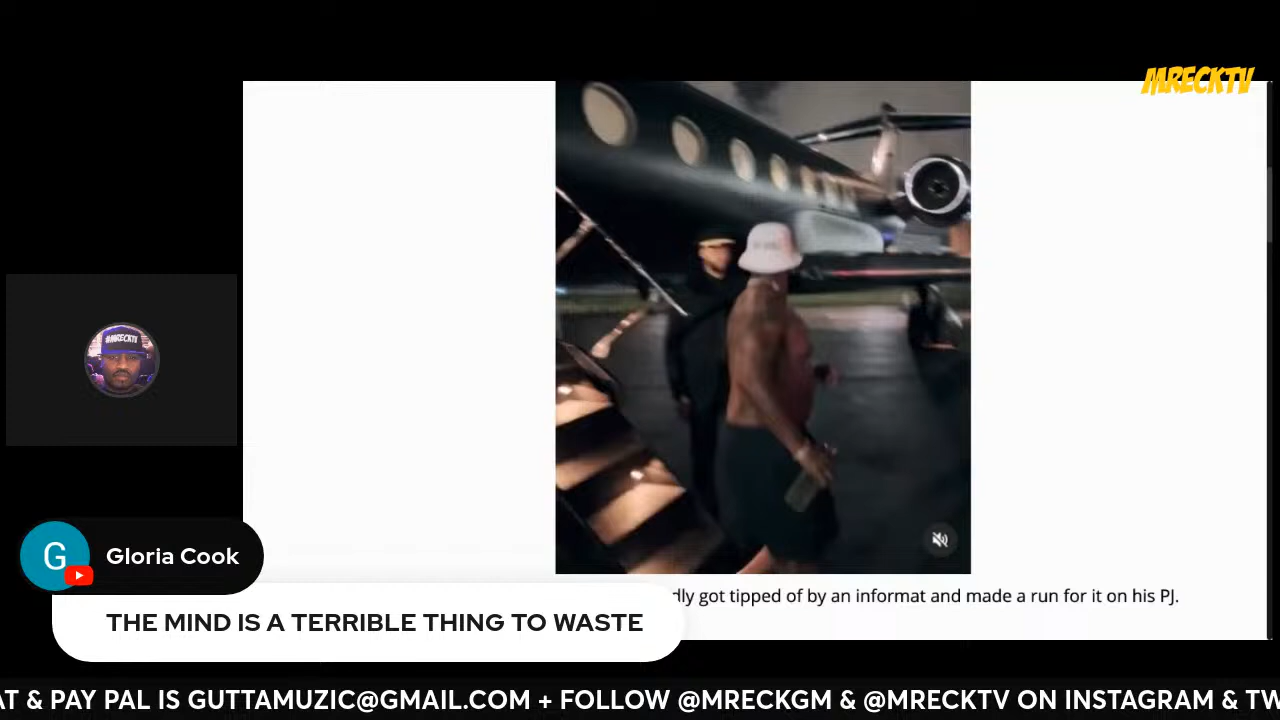 MRECKTV
#MRECKTV
G Gloria Cook
dly got tipped of by an informat and made a run for it on his PJ.
THE MIND IS A TERRIBLE THING TO WASTE
AT & PAY PAL IS GUTTAMUZIC@GMAIL.COM + FOLLOW @MRECKGM & @MRECKTV ON INSTAGRAM & TW